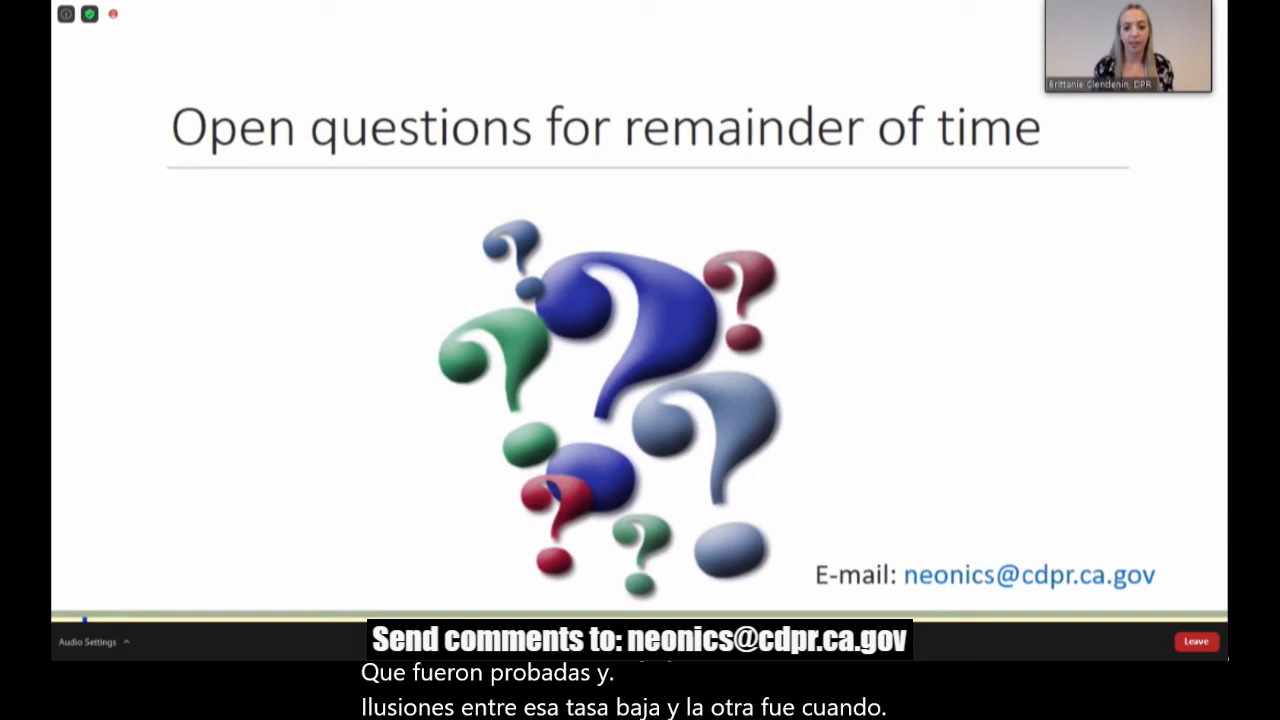 Brittanie Clendenin, DPR
Open questions for remainder of time
E-mail: neonics@cdpr.ca.gov
Audio Settings
Leave
Send comments to: neonics@cdpr.ca.gov
Que fueron probadas y.
Ilusiones entre esa tasa baja y la otra fue cuando.